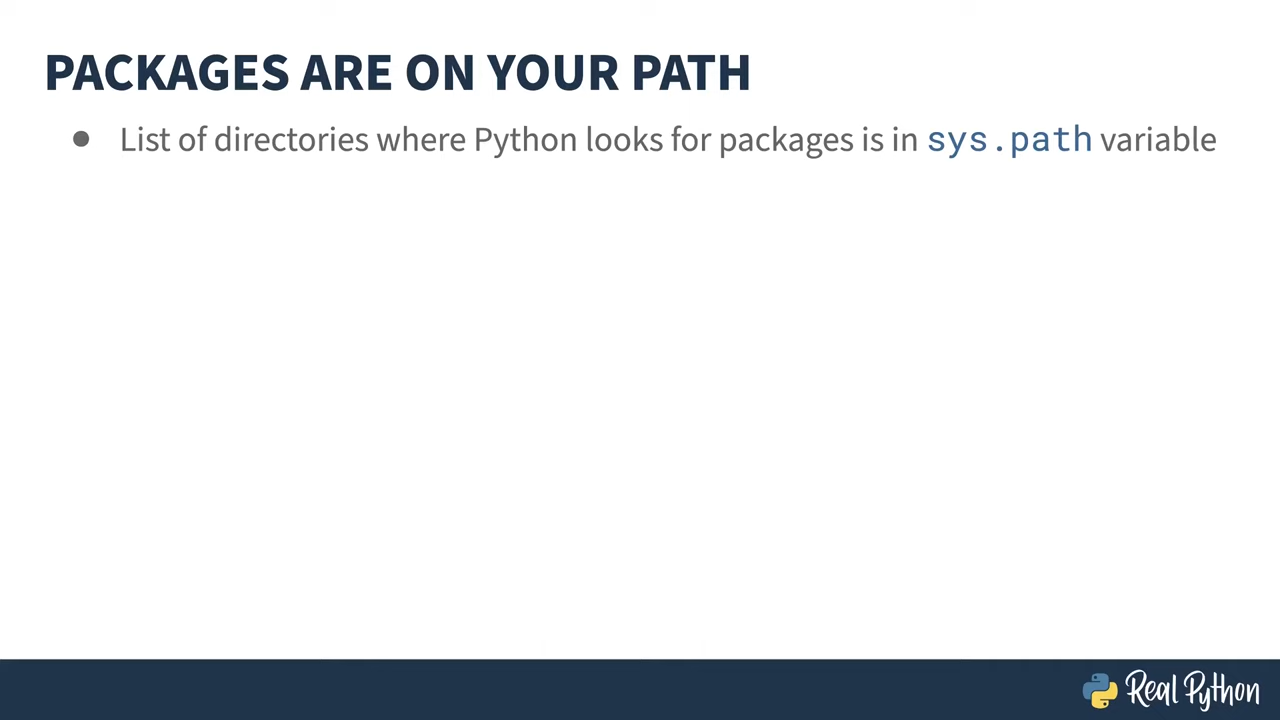 PACKAGES ARE ON YOUR PATH
● List of directories where Python looks for packages is in sys.path variable
Real Python